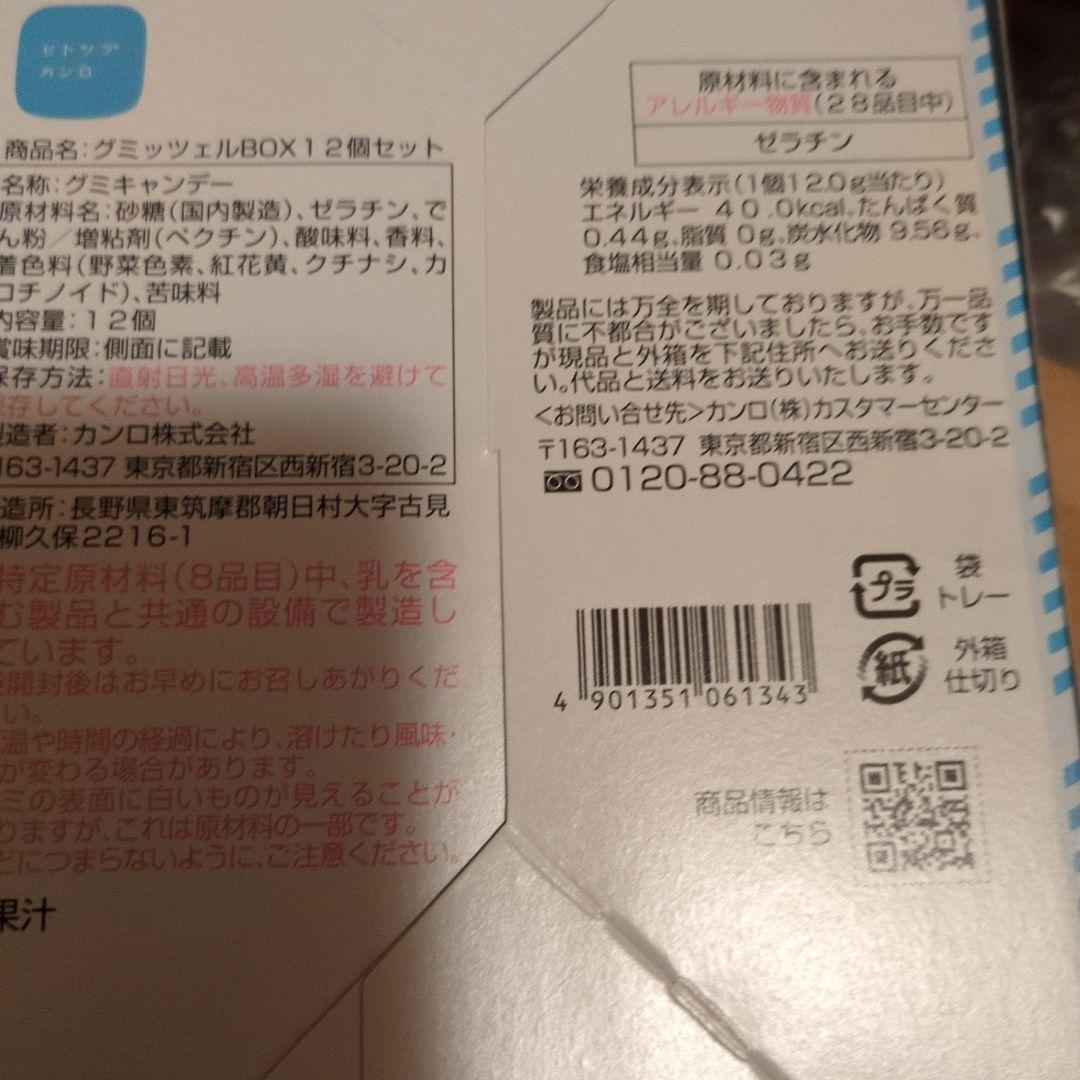 ヒトツブ
カンロ
商品名:グミッツェルBOX12個セット
名称:グミキャンデー
原材料名:砂糖(国内製造)、ゼラチン、で
ん粉/増粘剤(ペクチン)、酸味料、香料、
着色料(野菜色素、紅花黄、クチナシ、カ
ロチノイド)、苦味料
内容量:12個
賞味期限:側面に記載
保存方法:直射日光、高温多湿を避けて
保存してください。
製造者:カンロ株式会社
163-1437 東京都新宿区西新宿3-20-2
造所:長野県東筑摩郡朝日村大字古見
柳久保2216-1
特定原材料(8品目)中、乳を含
む製品と共通の設備で製造し
ています。
開封後はお早めにお召しあがりくだ
い。
温や時間の経過により、溶けたり風味・
が変わる場合があります。
ミの表面に白いものが見えることが
りますが、これは原材料の一部です。
どにつまらないように、ご注意ください。
果汁
原材料に含まれる
アレルギー物質(28品目中)
ゼラチン
栄養成分表示(1個12.0g当たり)
エネルギー 40.0kcal、たんぱく質
0.44g、脂質 0g、炭水化物 9.56g、
食塩相当量 0.03g
製品には万全を期しておりますが、万一品
質に不都合がございましたら、お手数です
が現品と外箱を下記住所へお送りくださ
い。代品と送料をお送りいたします。
<お問い合せ先>カンロ(株)カスタマーセンター
〒163-1437 東京都新宿区西新宿3-20-2
0120-88-0422
プラ
袋
トレー
紙
外箱
仕切り
4 901351 061343
商品情報は
こちら